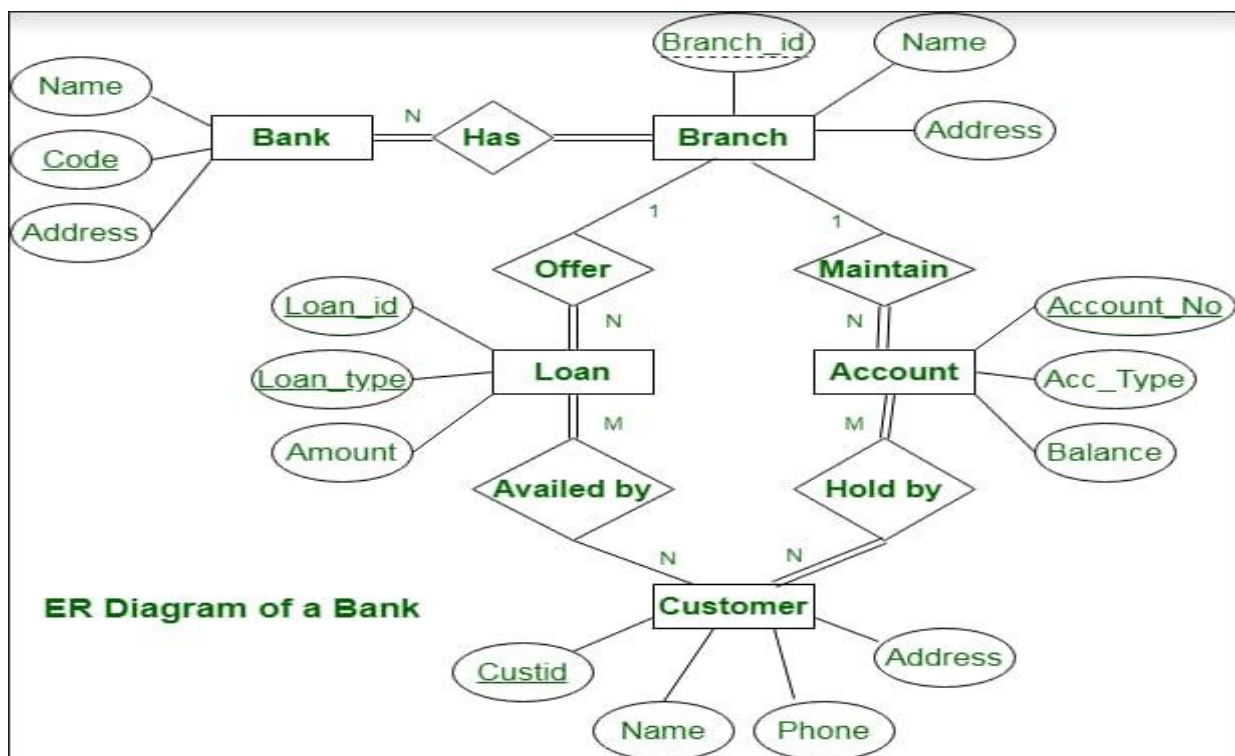 Branch_id
Name
Name
Bank
N
Has
Branch
Address
Code
Address
1
1
Offer
Maintain
Loan_id
N
N
Account_No
Loan_type
Loan
Account
Acc_Type
Amount
M
M
Balance
Availed by
Hold by
N
N
ER Diagram of a Bank
Customer
Custid
Address
Name
Phone